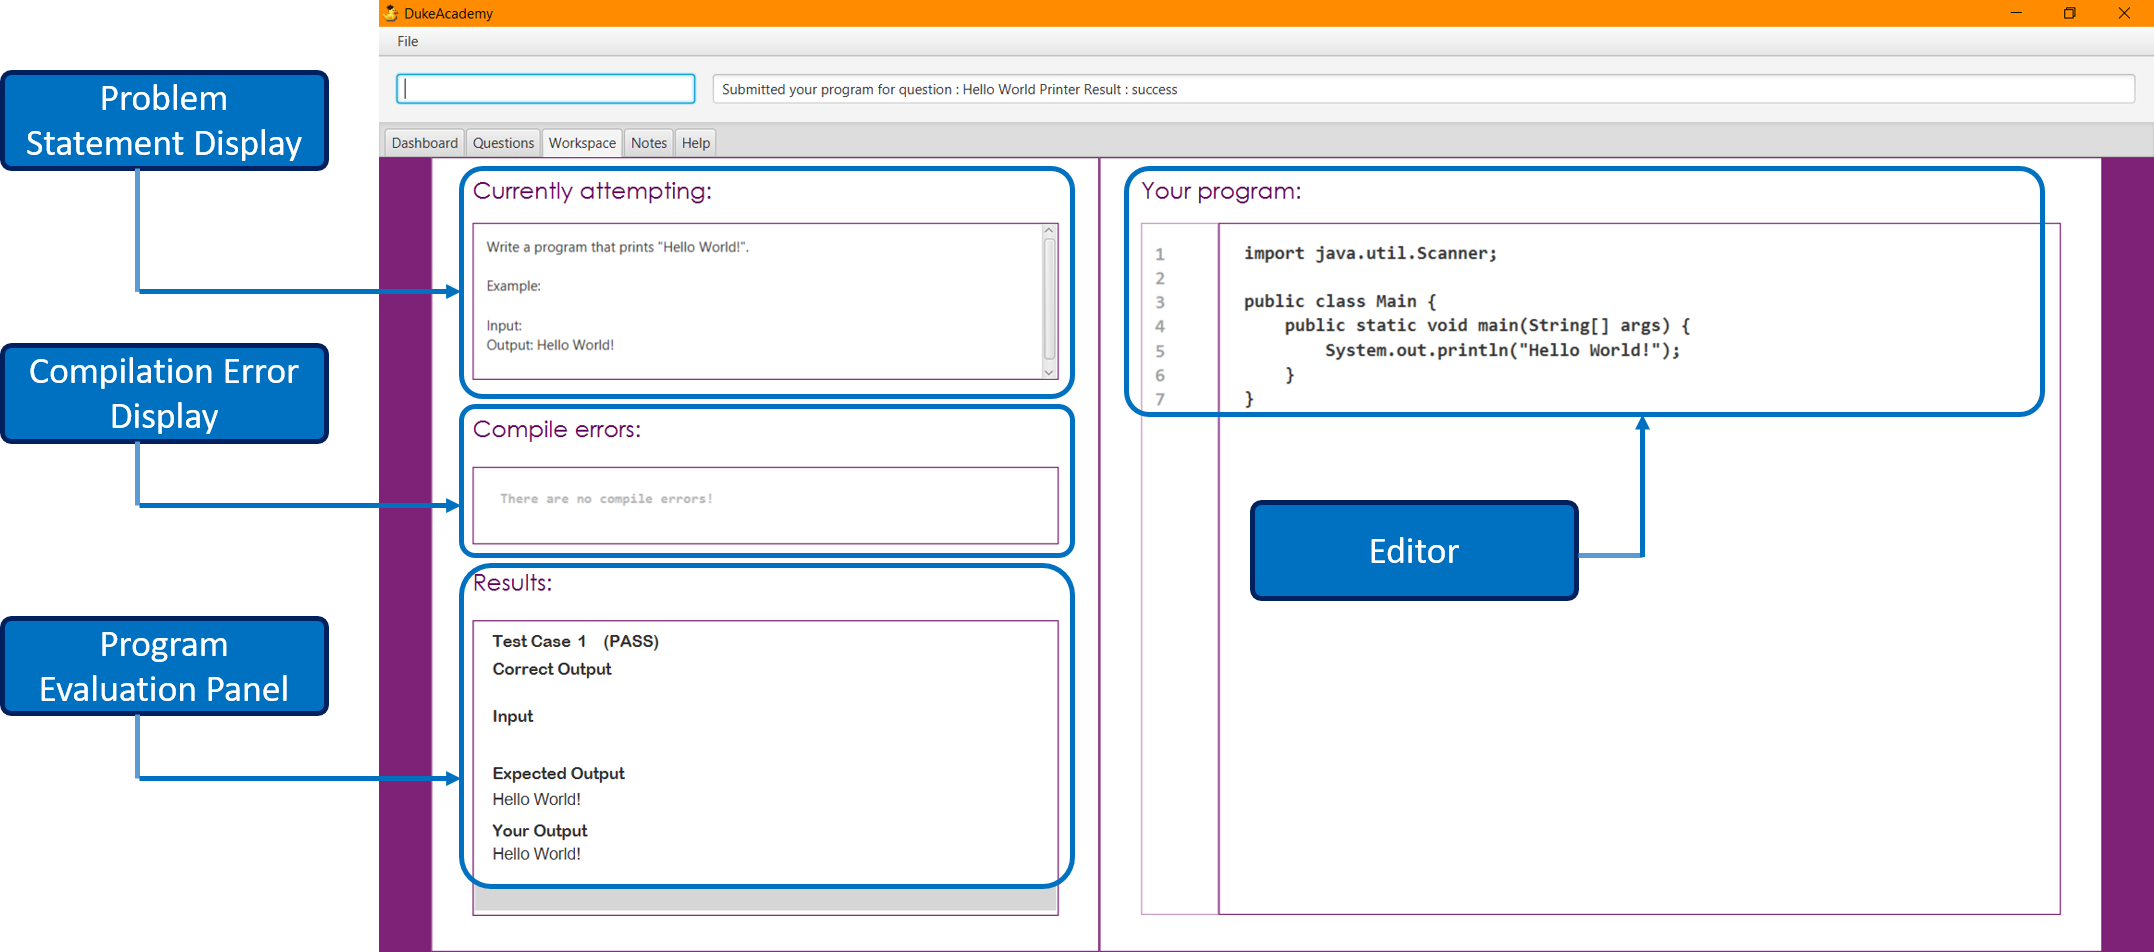 DukeAcademy
File
Submitted your program for question : Hello World Printer Result : success
Dashboard Questions Workspace Notes Help
Problem
Statement Display
Compilation Error
Display
Program
Evaluation Panel
Currently attempting:
Write a program that prints "Hello World!".
Example:
Input:
Output: Hello World!
Compile errors:
There are no compile errors!
Results:
Test Case 1 (PASS)
Correct Output
Input
Expected Output
Hello World!
Your Output
Hello World!
Your program:
1 import java.util.Scanner;
2
3 public class Main {
4 public static void main(String[] args) {
5 System.out.println("Hello World!");
6 }
7 }
Editor